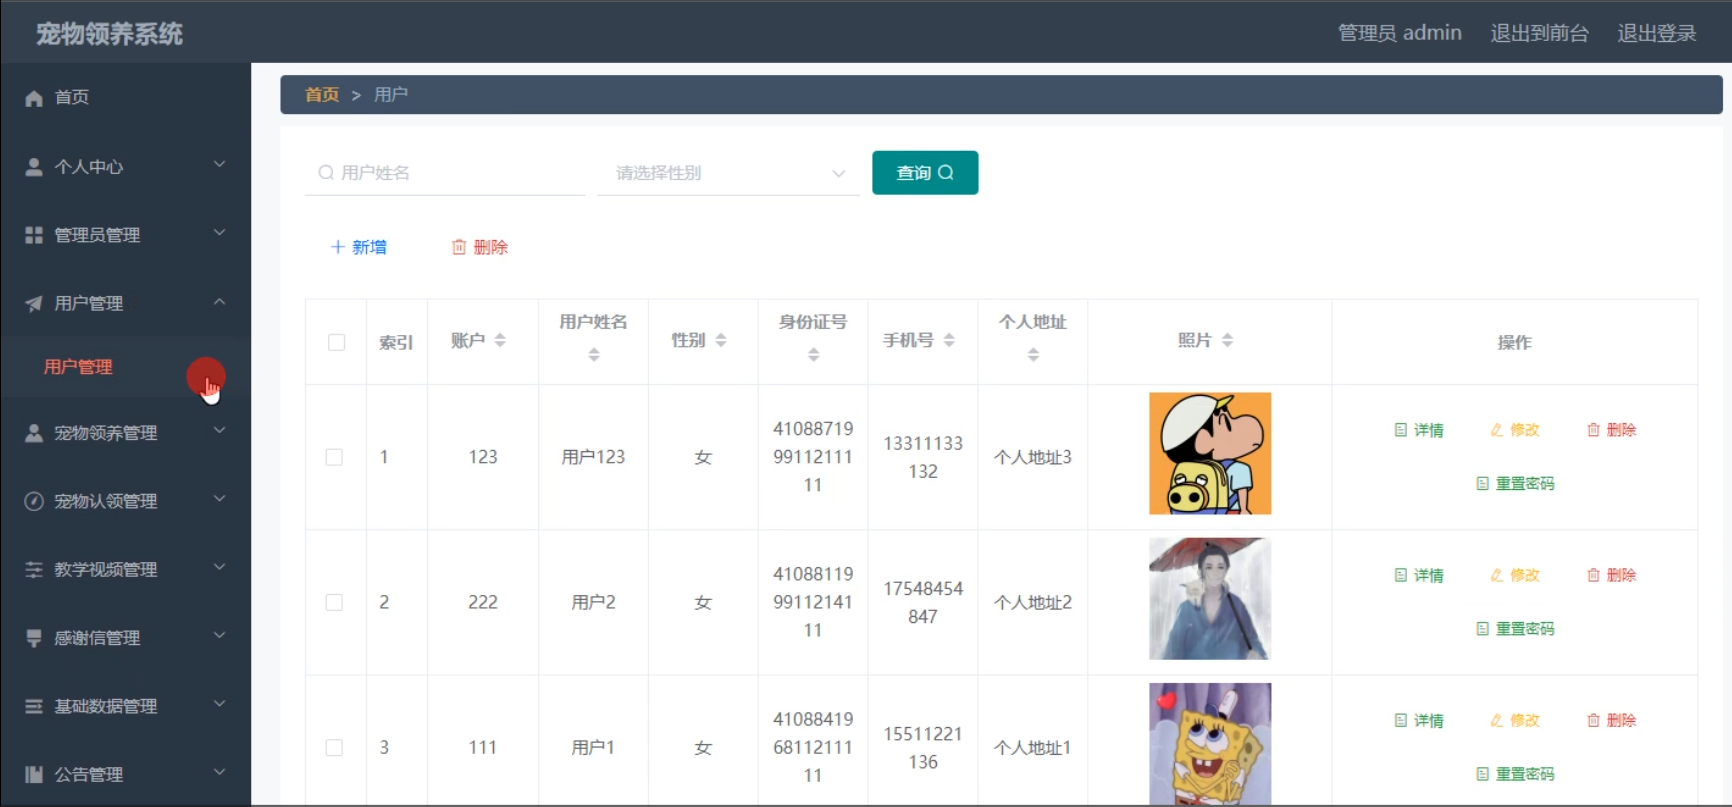 宠物领养系统
管理员 admin 退出到前台 退出登录
首页
个人中心
管理员管理
用户管理
用户管理
宠物领养管理
宠物认领管理
教学视频管理
感谢信管理
基础数据管理
公告管理
首页 > 用户
用户姓名 请选择性别 查询
新增 删除
索引 账户 用户姓名 性别 身份证号 手机号 个人地址 照片 操作
1 123 用户123 女
41088719
99112111
11
13311133
132
个人地址3
详情 修改 删除
重置密码
2 222 用户2 女
41088119
99112141
11
17548454
847
个人地址2
详情 修改 删除
重置密码
3 111 用户1 女
41088419
68112111
11
15511221
136
个人地址1
详情 修改 删除
重置密码